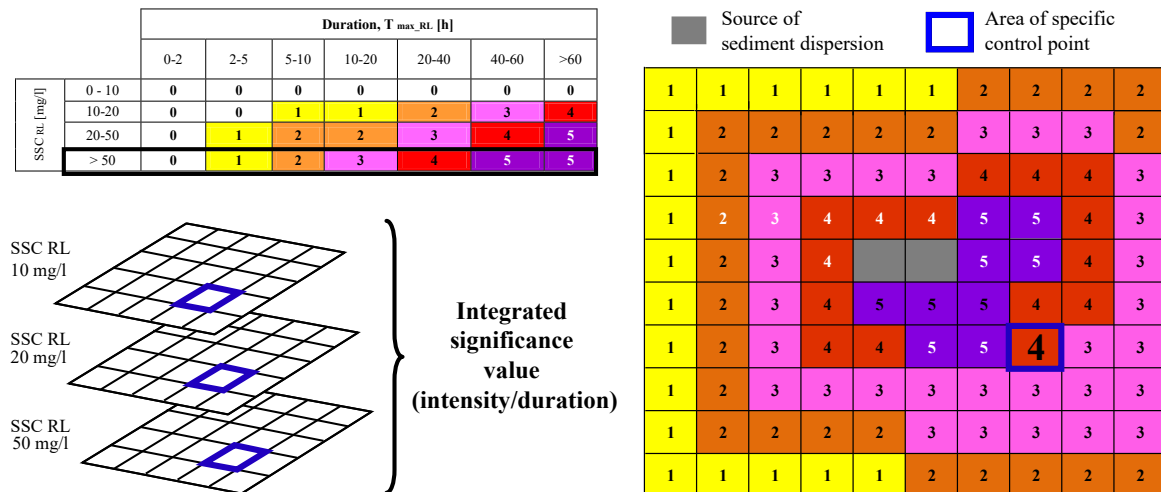 Duration, T max_RL [h]
0-2 2-5 5-10 10-20 20-40 40-60 >60
SSC RL [mg/l]
0 - 10 0 0 0 0 0 0 0
10-20 0 0 1 1 2 3 4
20-50 0 1 2 2 3 4 5
> 50 0 1 2 3 4 5 5
SSC RL
10 mg/l
SSC RL
20 mg/l
SSC RL
50 mg/l
Integrated
significance
value
(intensity/duration)
Source of
sediment dispersion
Area of specific
control point
1 1 1 1 1 1 2 2 2 2
1 2 2 2 2 2 3 3 3 2
1 2 3 3 3 3 4 4 4 3
1 2 3 4 4 4 5 5 4 3
1 2 3 4 5 5 4 3
1 2 3 4 5 5 5 4 4 3
1 2 3 4 4 5 5 4 3 3
1 2 3 3 3 3 3 3 3 3
1 2 2 2 2 3 3 3 3 3
1 1 1 1 1 2 2 2 2 2